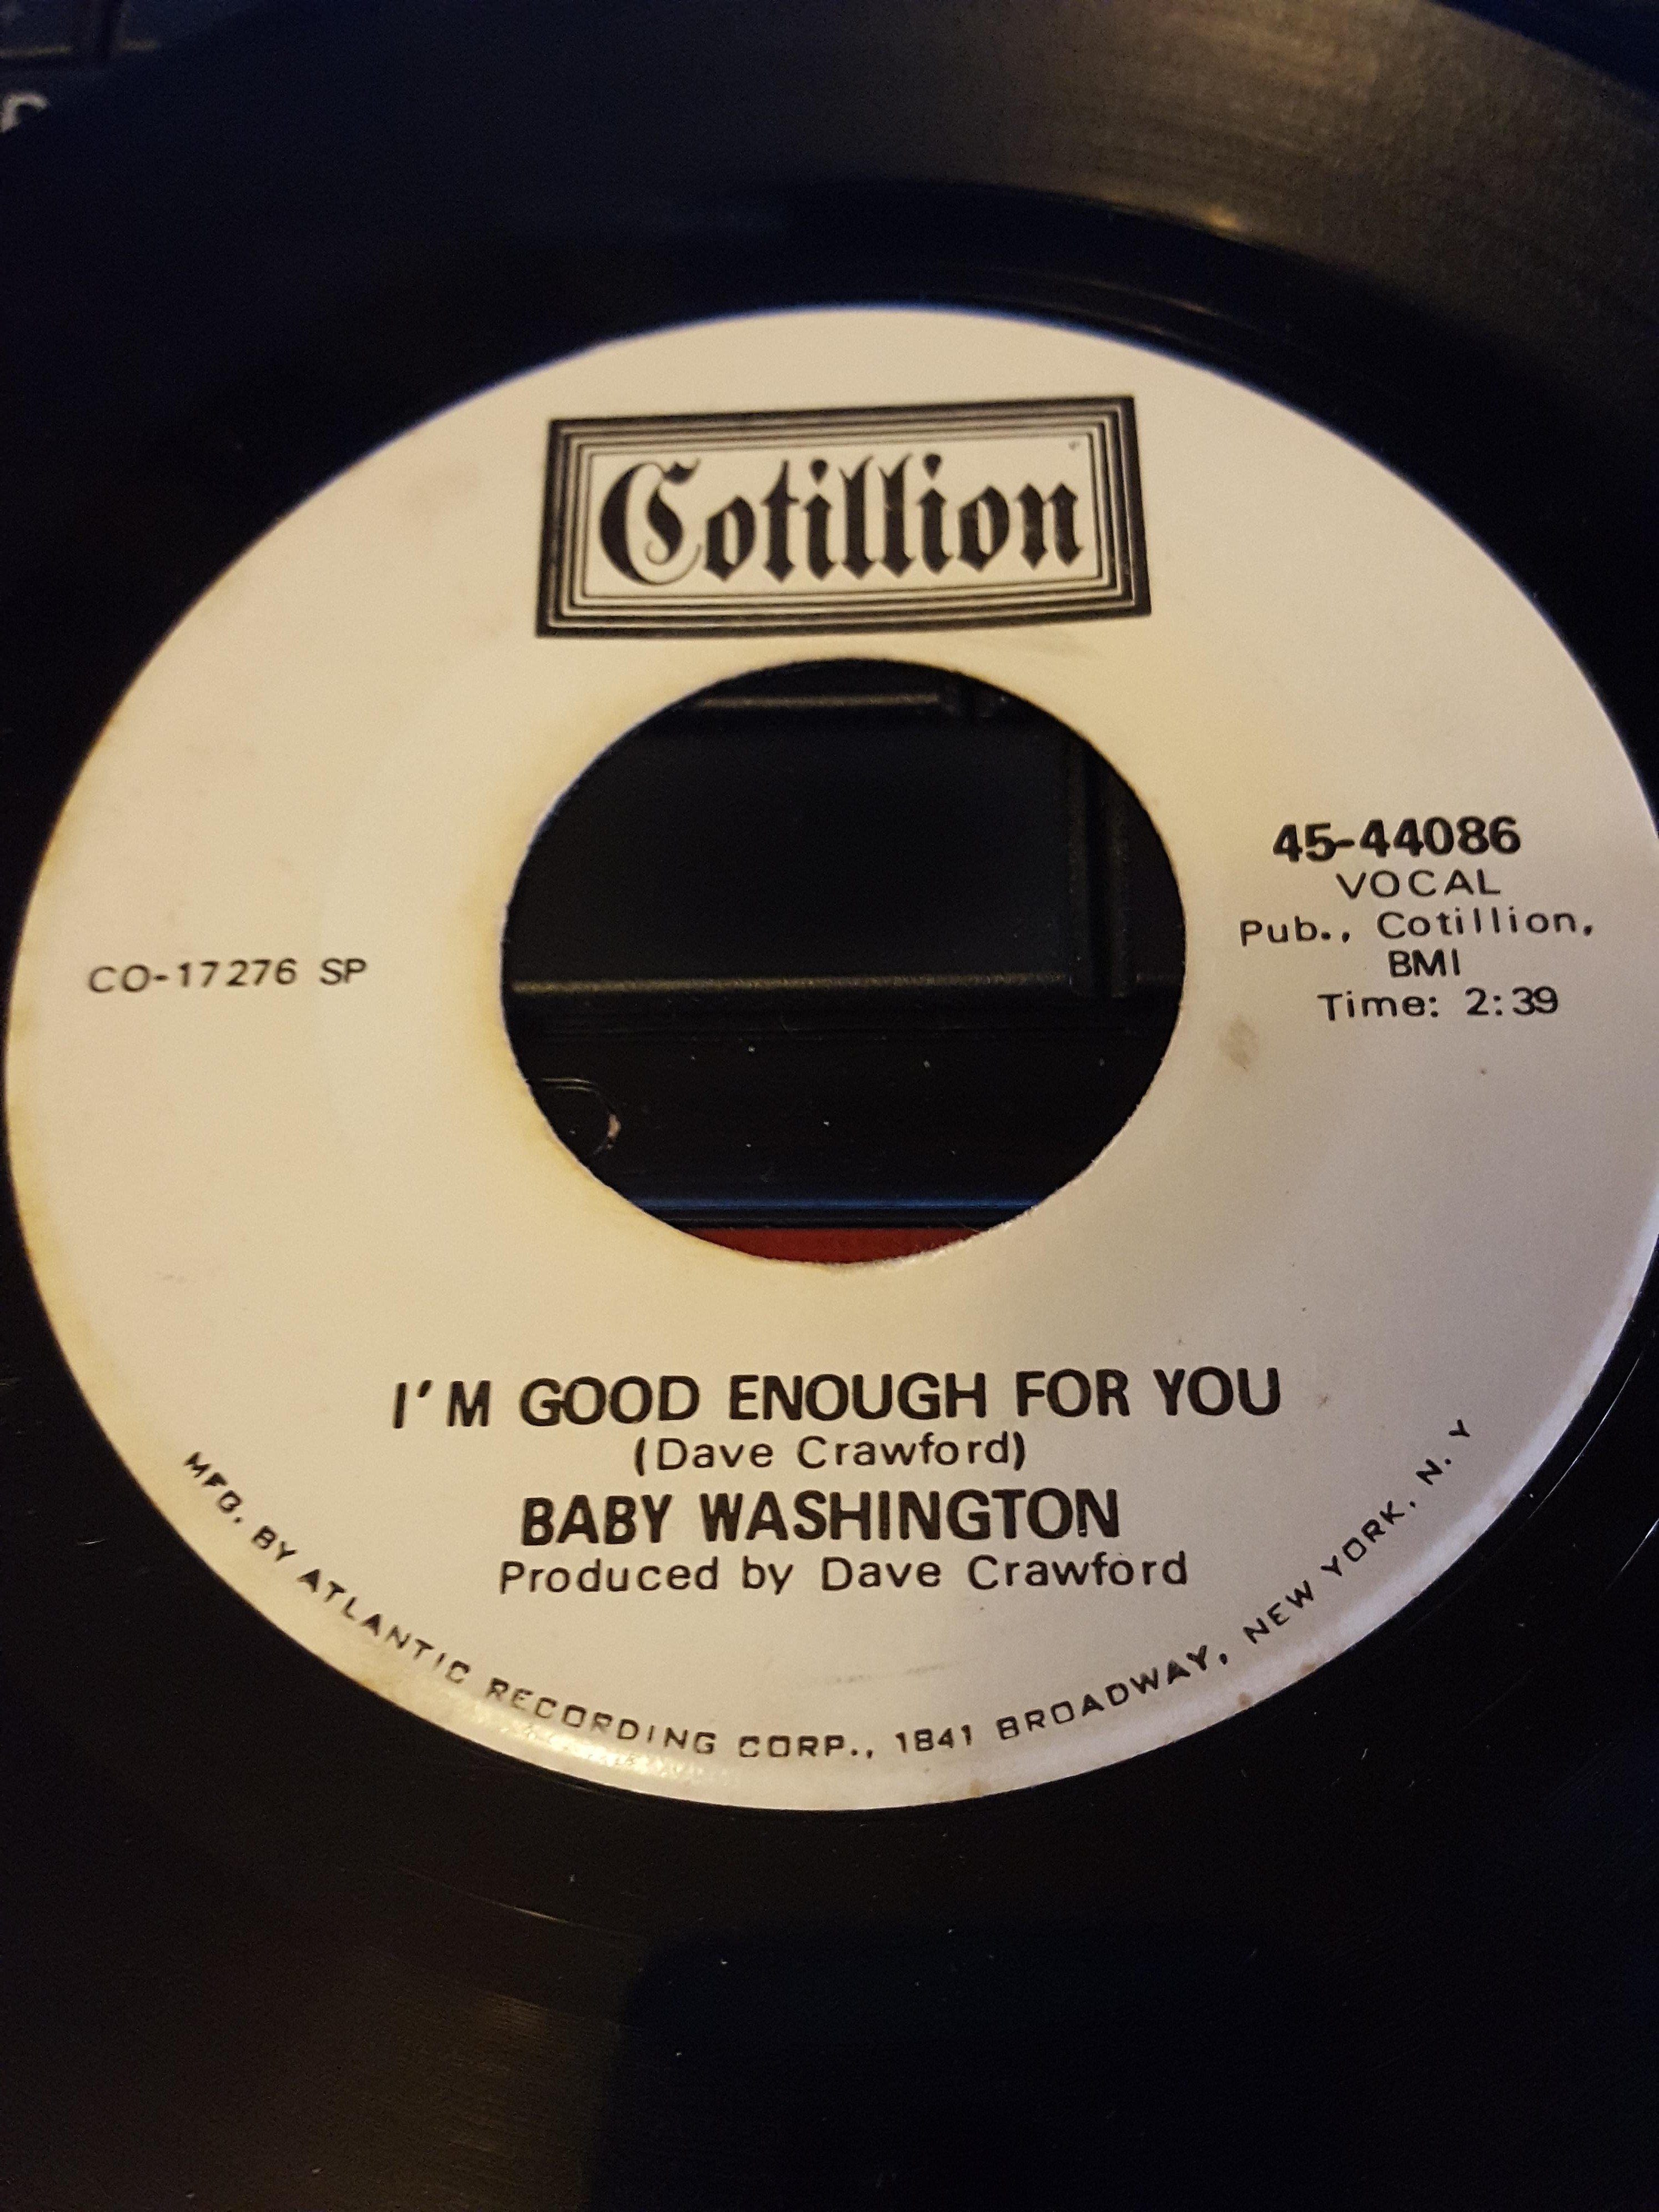 Cotillion
45-44086
VOCAL
Pub., Cotillion,
BMI
Time: 2:39
CO-17276 SP
I'M GOOD ENOUGH FOR YOU
(Dave Crawford)
BABY WASHINGTON
Produced by Dave Crawford
MFG. BY ATLANTIC RECORDING CORP., 1841 BROADWAY, NEW YORK, N. Y